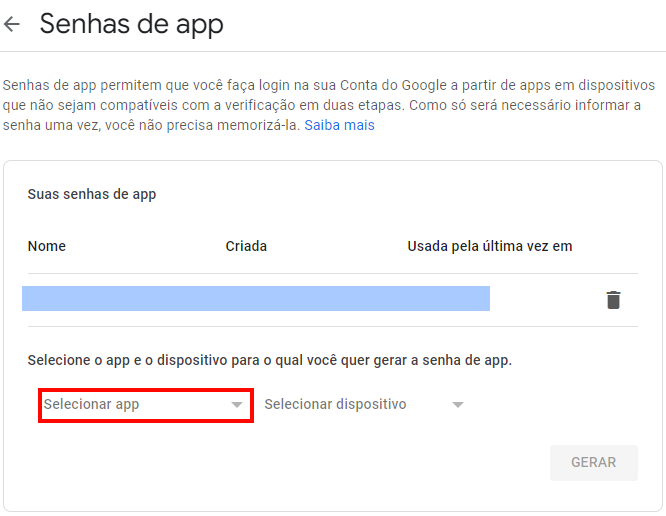 Senhas de app
Senhas de app permitem que você faça login na sua Conta do Google a partir de apps em dispositivos
que não sejam compatíveis com a verificação em duas etapas. Como só será necessário informar a
senha uma vez, você não precisa memorizá-la. Saiba mais
Suas senhas de app
Nome Criada Usada pela última vez em
Selecione o app e o dispositivo para o qual você quer gerar a senha de app.
Selecionar app Selecionar dispositivo
GERAR